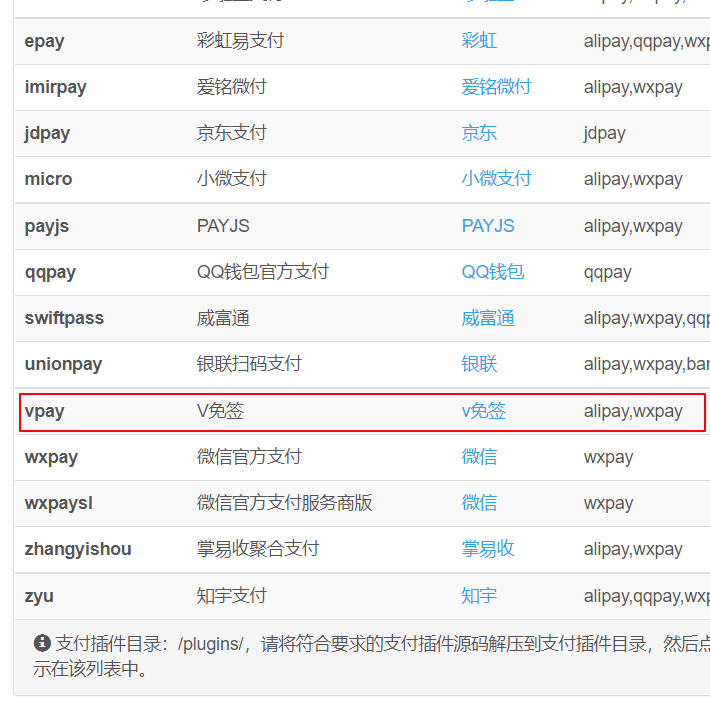 epay 彩虹易支付 彩虹 alipay,qqpay,wxp
imirpay 爱铭微付 爱铭微付 alipay,wxpay
jdpay 京东支付 京东 jdpay
micro 小微支付 小微支付 alipay,wxpay
payjs PAYJS PAYJS alipay,wxpay
qqpay QQ钱包官方支付 QQ钱包 qqpay
swiftpass 威富通 威富通 alipay,wxpay,qqp
unionpay 银联扫码支付 银联 alipay,wxpay,ban
vpay V免签 v免签 alipay,wxpay
wxpay 微信官方支付 微信 wxpay
wxpaysl 微信官方支付服务商版 微信 wxpay
zhangyishou 掌易收聚合支付 掌易收 alipay,wxpay
zyu 知宇支付 知宇 alipay,qqpay,wxp
支付插件目录：/plugins/，请将符合要求的支付插件源码解压到支付插件目录，然后点
示在该列表中。